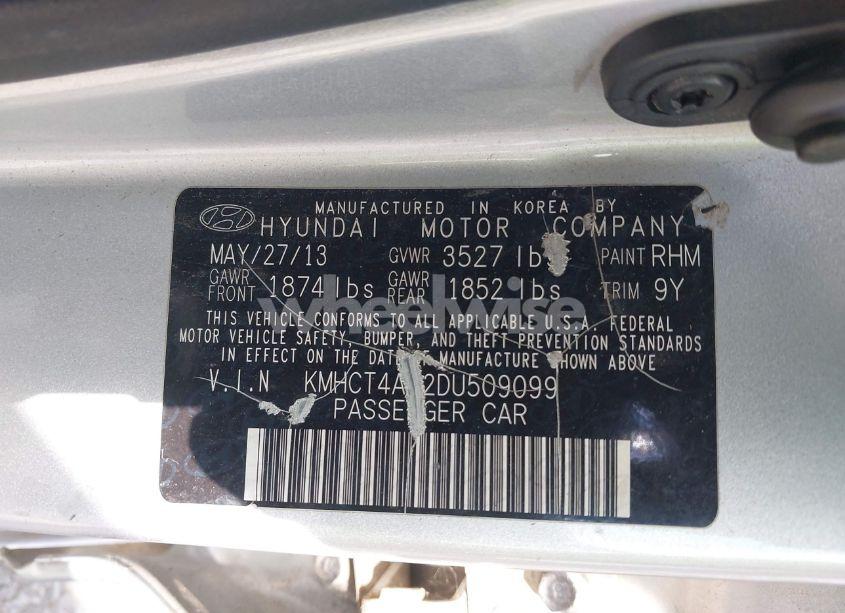 MANUFACTURED IN KOREA BY
HYUNDAI MOTOR COMPANY
MAY/27/13 GVWR 3527 lb PAINT RHM
GAWR FRONT 1874 lbs GAWR REAR 1852 lbs TRIM 9Y
wheelwise
THIS VEHICLE CONFORMS TO ALL APPLICABLE U.S.A. FEDERAL
MOTOR VEHICLE SAFETY, BUMPER, AND THEFT PREVENTION STANDARDS
IN EFFECT ON THE DATE OF MANUFACTURE SHOWN ABOVE
V.I.N
PASSENGER CAR